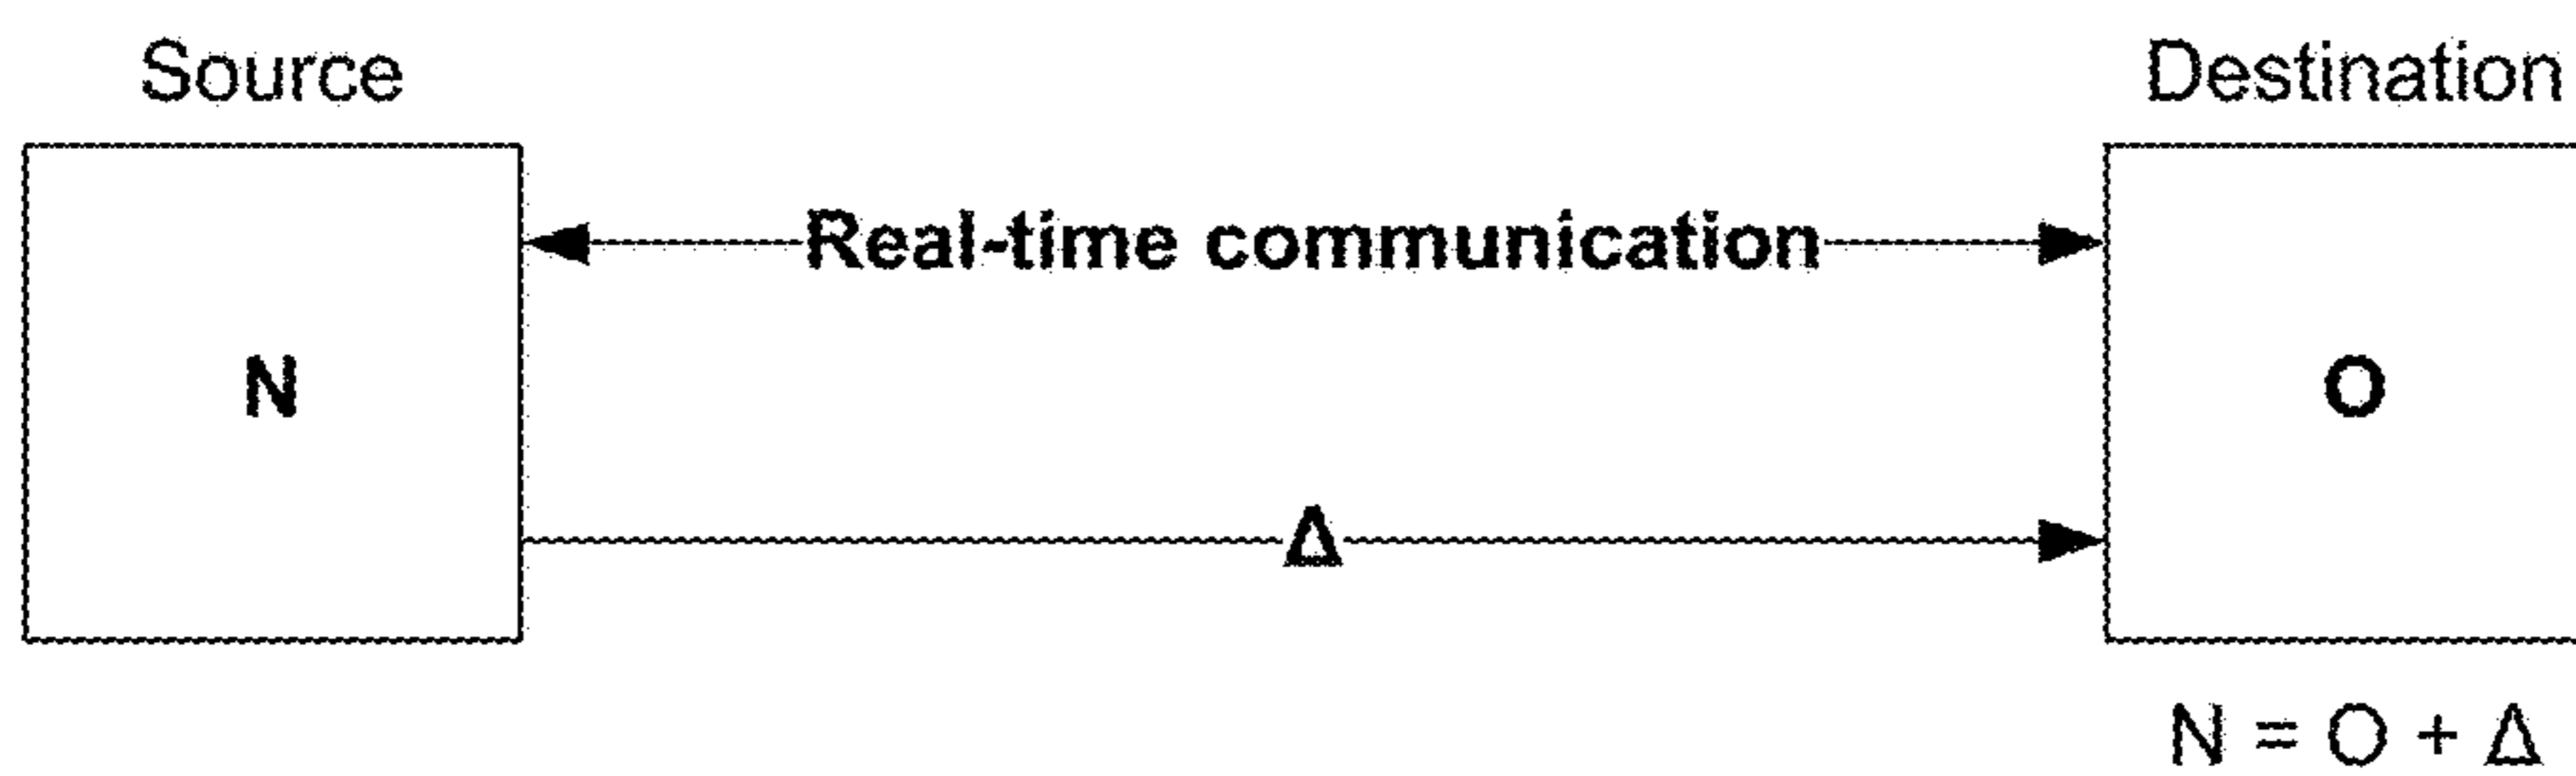 Source
Destination
Real-time communication
N
O
Δ
N = O + Δ